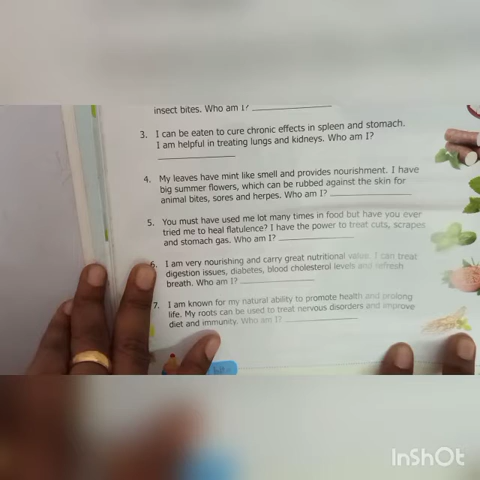 insect bites. Who am I?
3. I can be eaten to cure chronic effects in spleen and stomach.
I am helpful in treating lungs and kidneys. Who am I?
4. My leaves have mint like smell and provides nourishment. I have
big summer flowers, which can be rubbed against the skin for
animal bites, sores and herpes. Who am I?
5. You must have used me lot many times in food but have you ever
tried me to heal flatulence? I have the power to treat cuts, scrapes
and stomach gas. Who am I?
6. I am very nourishing and carry great nutritional value. I can treat
digestion issues, diabetes, blood cholesterol levels and refresh
breath. Who am I?
7. I am known for my natural ability to promote health and prolong
life. My roots can be used to treat nervous disorders and improve
diet and immunity. Who am I?
InShOt